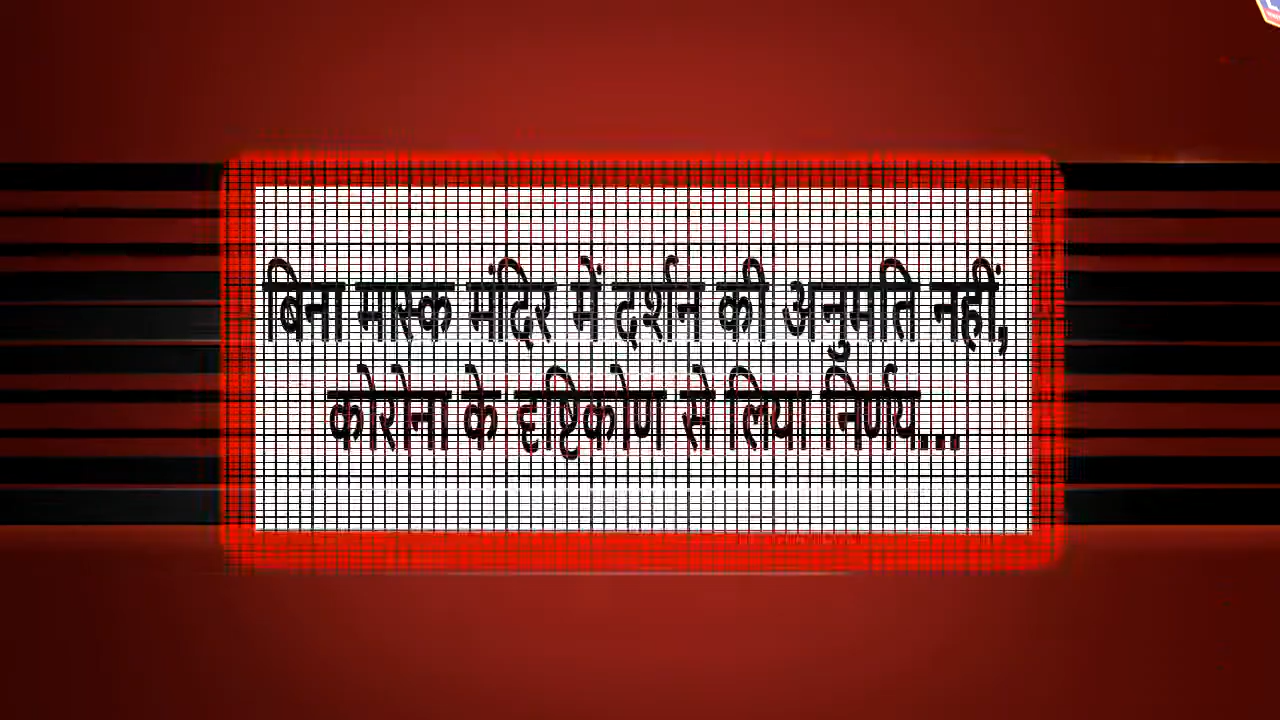 बिना मास्क मंदिर में दर्शन की अनुमति नहीं,
कोरोना के दृष्टिकोण से लिया निर्णय...